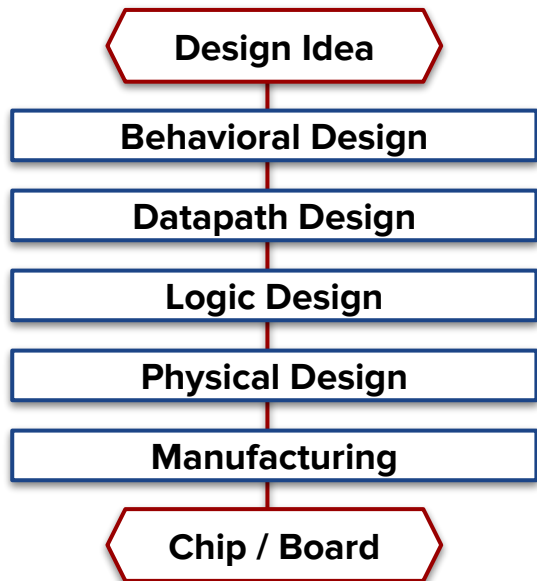 Design Idea
Behavioral Design
Datapath Design
Logic Design
Physical Design
Manufacturing
Chip / Board